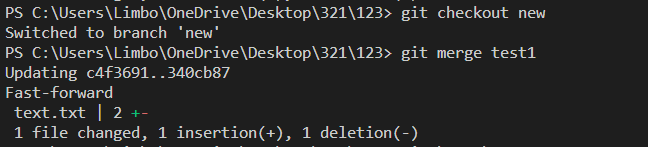 PS C:\Users\Limbo\OneDrive\Desktop\321\123> git checkout new
Switched to branch 'new'
PS C:\Users\Limbo\OneDrive\Desktop\321\123> git merge test1
Updating c4f3691..340cb87
Fast-forward
 text.txt | 2 +-
 1 file changed, 1 insertion(+), 1 deletion(-)